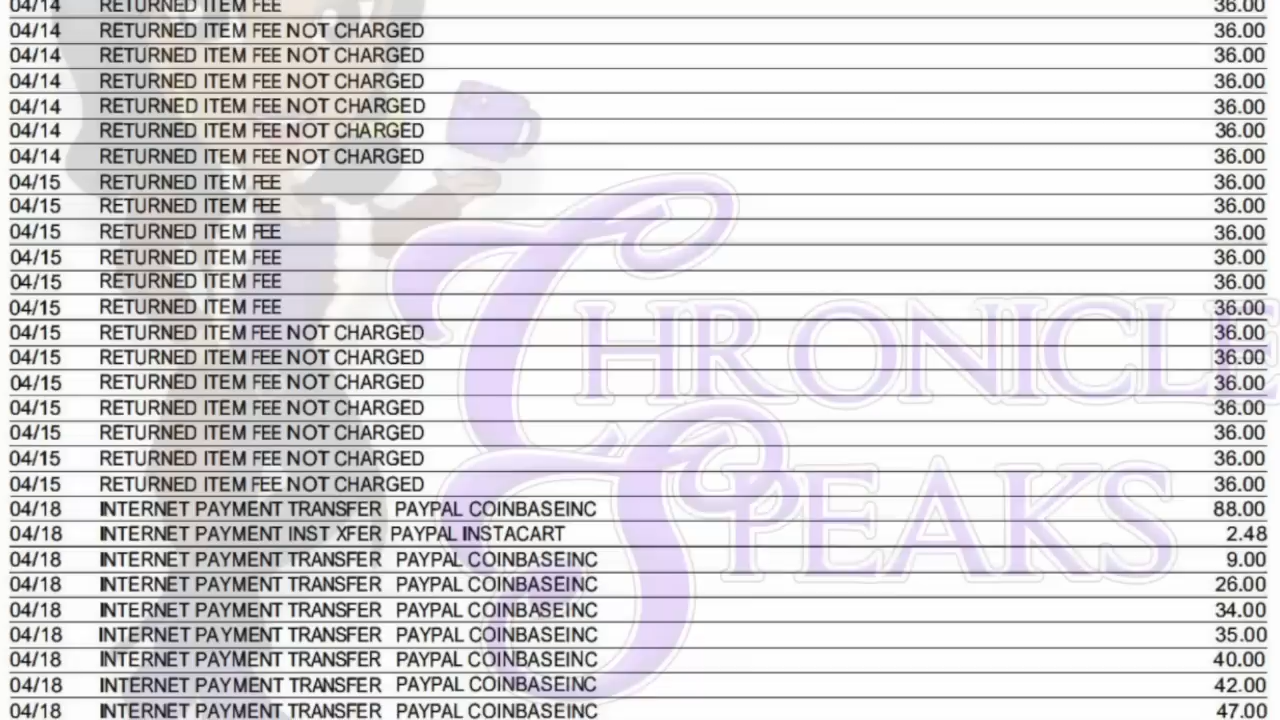 04/14 RETURNED ITEM FEE 36.00
04/14 RETURNED ITEM FEE NOT CHARGED 36.00
04/14 RETURNED ITEM FEE NOT CHARGED 36.00
04/14 RETURNED ITEM FEE NOT CHARGED 36.00
04/14 RETURNED ITEM FEE NOT CHARGED 36.00
04/14 RETURNED ITEM FEE NOT CHARGED 36.00
04/14 RETURNED ITEM FEE NOT CHARGED 36.00
04/15 RETURNED ITEM FEE 36.00
04/15 RETURNED ITEM FEE 36.00
04/15 RETURNED ITEM FEE 36.00
04/15 RETURNED ITEM FEE 36.00
04/15 RETURNED ITEM FEE 36.00
04/15 RETURNED ITEM FEE 36.00
04/15 RETURNED ITEM FEE NOT CHARGED 36.00
04/15 RETURNED ITEM FEE NOT CHARGED 36.00
04/15 RETURNED ITEM FEE NOT CHARGED 36.00
04/15 RETURNED ITEM FEE NOT CHARGED 36.00
04/15 RETURNED ITEM FEE NOT CHARGED 36.00
04/15 RETURNED ITEM FEE NOT CHARGED 36.00
04/15 RETURNED ITEM FEE NOT CHARGED 36.00
04/18 INTERNET PAYMENT TRANSFER PAYPAL COINBASEINC 88.00
04/18 INTERNET PAYMENT INST XFER PAYPAL INSTACART 2.48
04/18 INTERNET PAYMENT TRANSFER PAYPAL COINBASEINC 9.00
04/18 INTERNET PAYMENT TRANSFER PAYPAL COINBASEINC 26.00
04/18 INTERNET PAYMENT TRANSFER PAYPAL COINBASEINC 34.00
04/18 INTERNET PAYMENT TRANSFER PAYPAL COINBASEINC 35.00
04/18 INTERNET PAYMENT TRANSFER PAYPAL COINBASEINC 40.00
04/18 INTERNET PAYMENT TRANSFER PAYPAL COINBASEINC 42.00
04/18 INTERNET PAYMENT TRANSFER PAYPAL COINBASEINC 47.00
CHRONICLE
SPEAKS